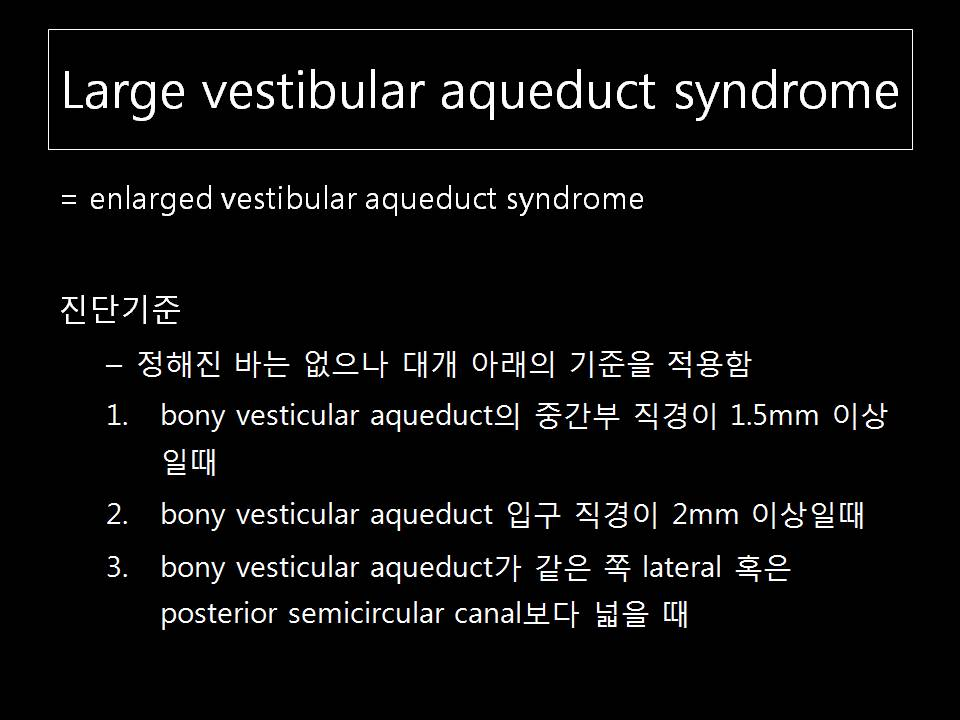 Large vestibular aqueduct syndrome
= enlarged vestibular aqueduct syndrome
진단기준
– 정해진 바는 없으나 대개 아래의 기준을 적용함
1. bony vesticular aqueduct의 중간부 직경이 1.5mm 이상
일때
2. bony vesticular aqueduct 입구 직경이 2mm 이상일때
3. bony vesticular aqueduct가 같은 쪽 lateral 혹은
posterior semicircular canal보다 넓을 때